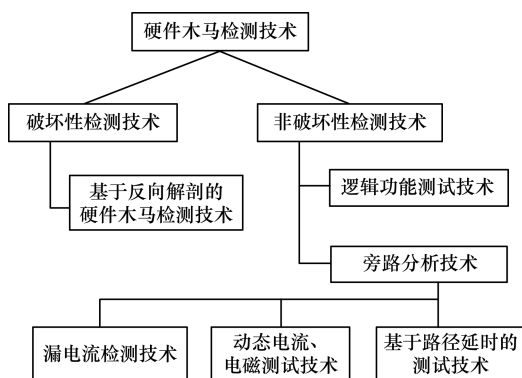 硬件木马检测技术
破坏性检测技术
非破坏性检测技术
基于反向解剖的
硬件木马检测技术
逻辑功能测试技术
旁路分析技术
漏电流检测技术
动态电流、
电磁测试技术
基于路径延时的
测试技术